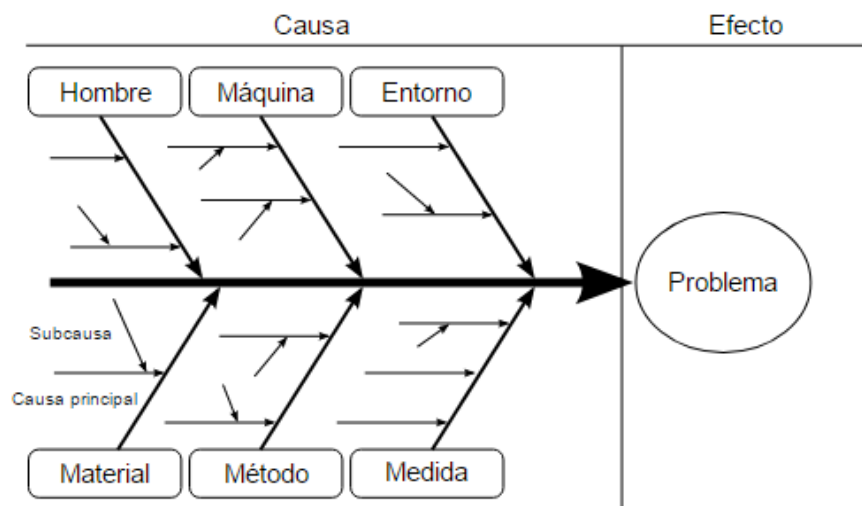 Causa
Efecto
Hombre
Máquina
Entorno
Problema
Subcausa
Causa principal
Material
Método
Medida